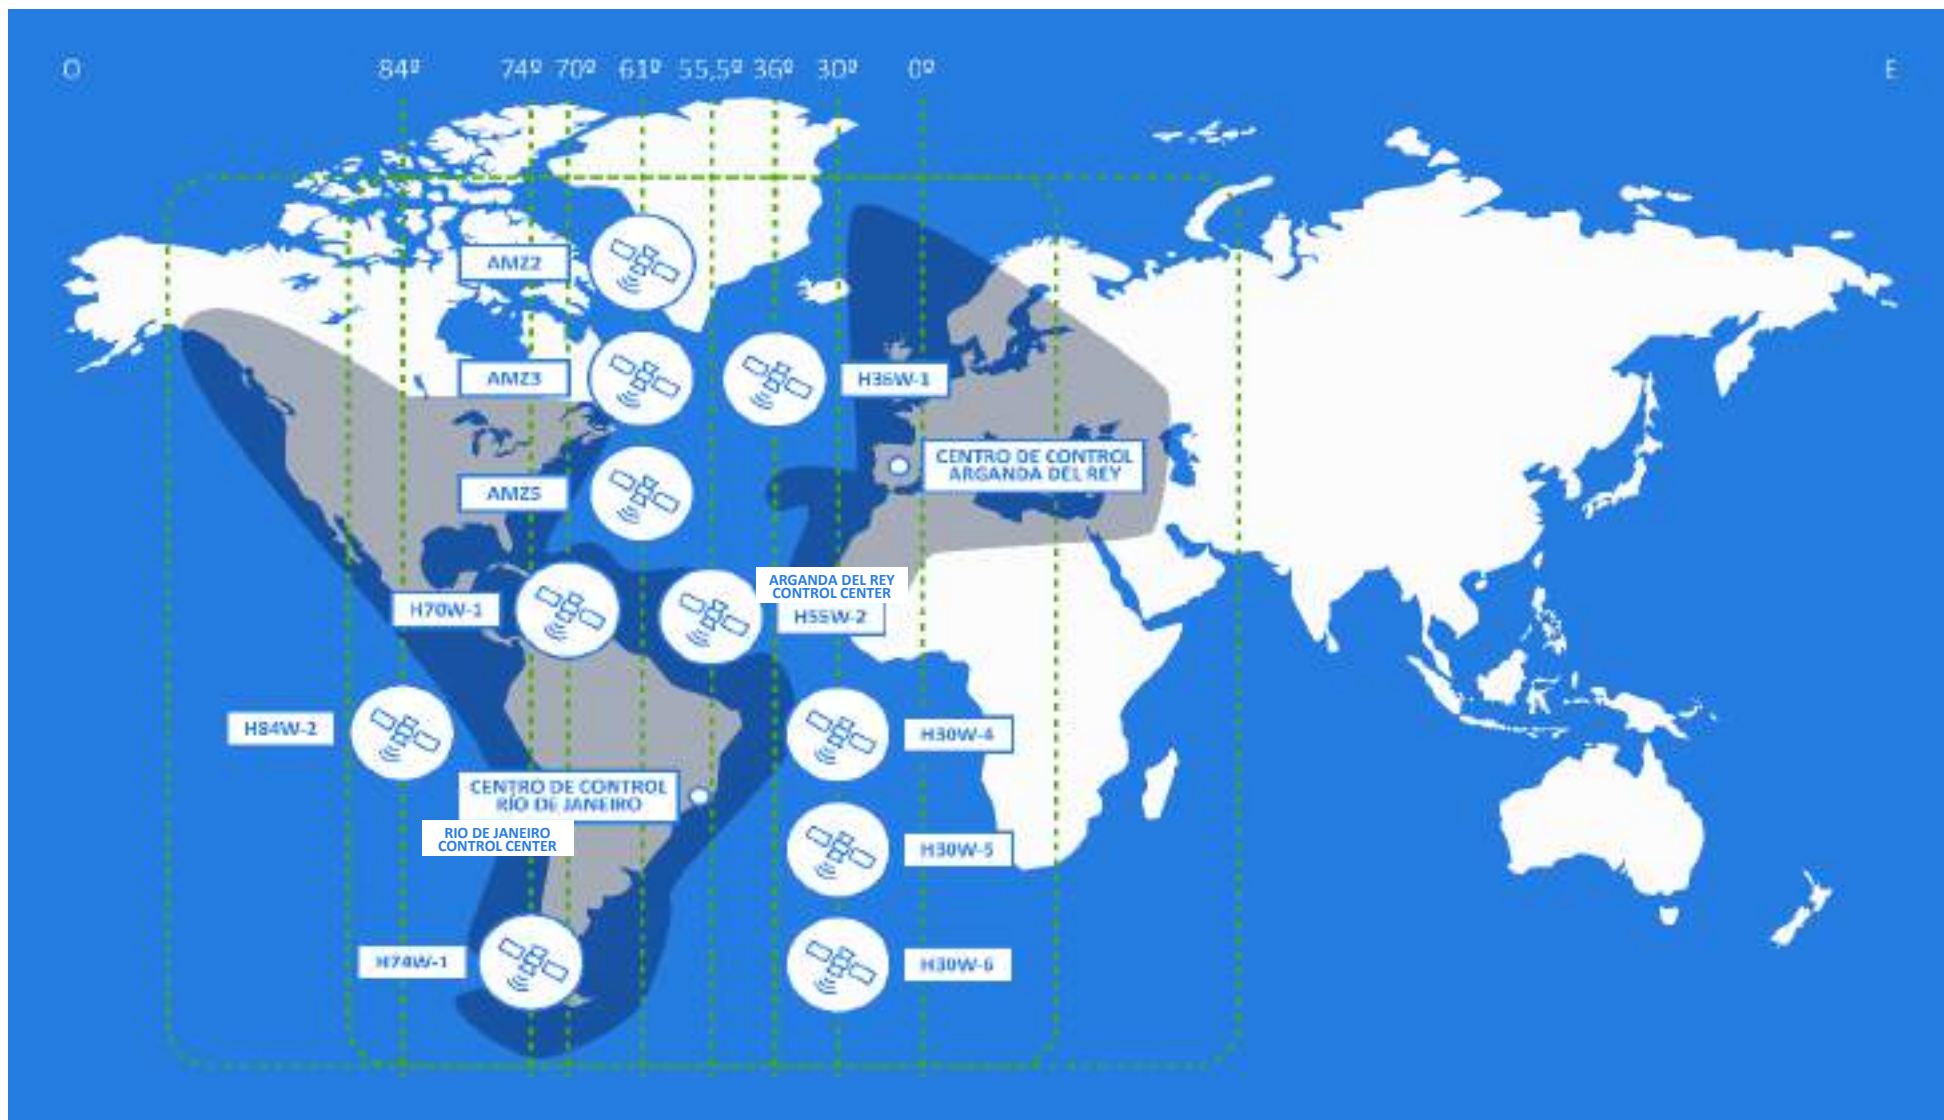 O 84º 74º 70º 61º 55,5º 36º 30º 0º E
AMZ2
AMZ3
H36W-1
CENTRO DE CONTROL
ARGANDA DEL REY
AMZ5
ARGANDA DEL REY
CONTROL CENTER
H70W-1
H55W-2
H84W-2
H30W-4
CENTRO DE CONTROL
RÍO DE JANEIRO
RIO DE JANEIRO
CONTROL CENTER
H30W-5
H74W-1
H30W-6